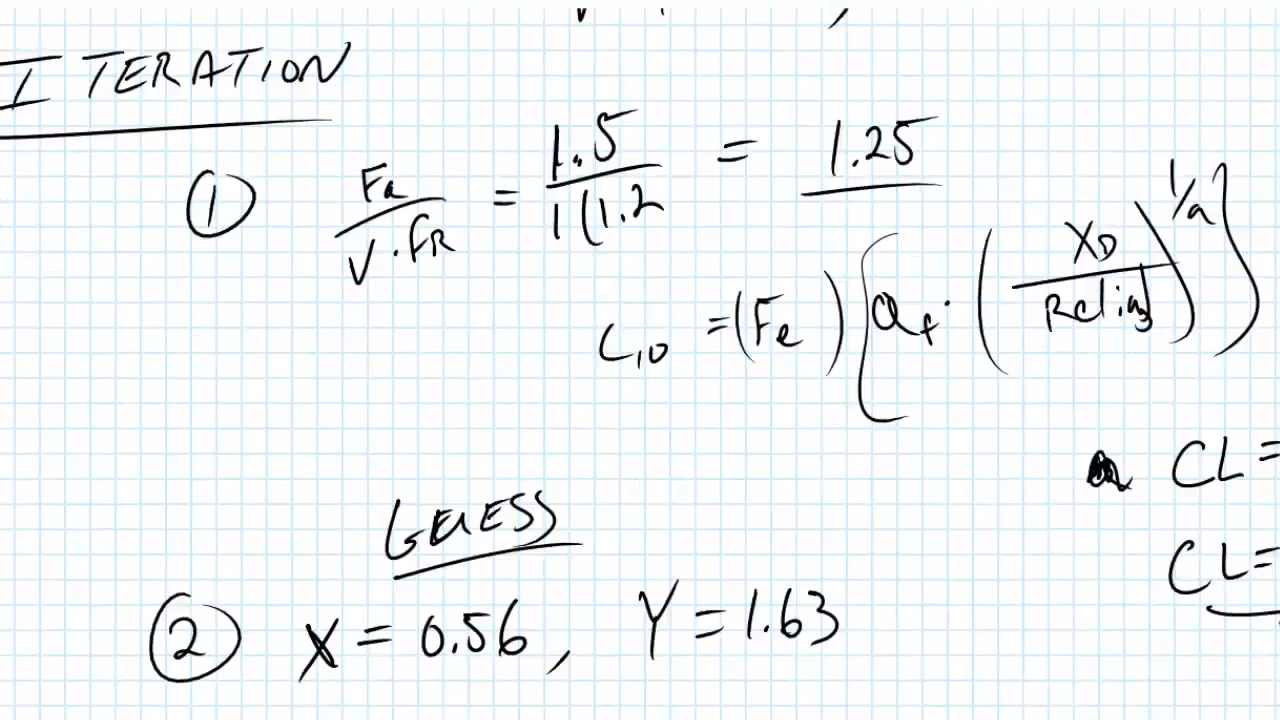 ITERATION
① Fa / V·FR = 1.5 / 1(1.2 = 1.25
C10 = (Fe) [af · (XD / Reliag)^1/a]
CL=
GUESS
CL=
② X = 0.56, Y = 1.63